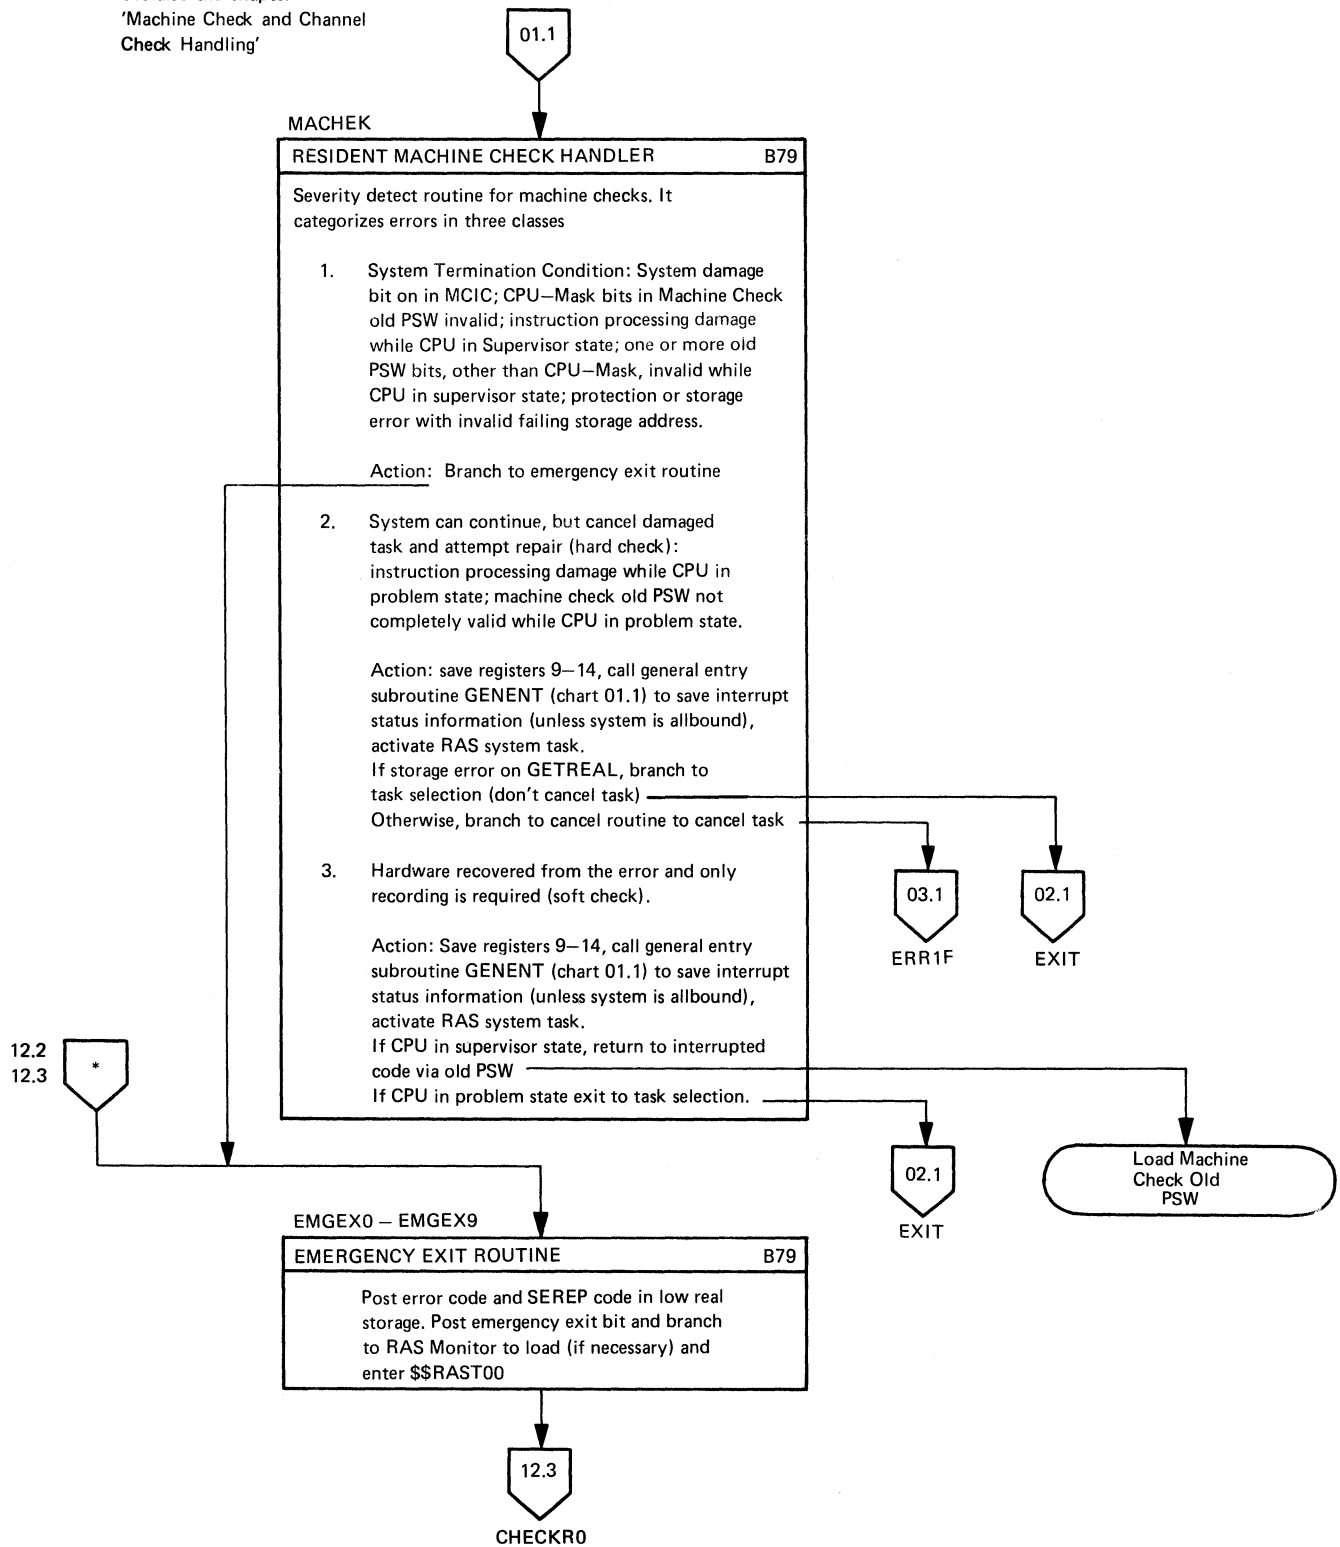 'Machine Check and Channel
Check Handling'
01.1
MACHEK
RESIDENT MACHINE CHECK HANDLER B79
Severity detect routine for machine checks. It
categorizes errors in three classes
1. System Termination Condition: System damage
bit on in MCIC; CPU—Mask bits in Machine Check
old PSW invalid; instruction processing damage
while CPU in Supervisor state; one or more old
PSW bits, other than CPU—Mask, invalid while
CPU in supervisor state; protection or storage
error with invalid failing storage address.
Action: Branch to emergency exit routine
2. System can continue, but cancel damaged
task and attempt repair (hard check):
instruction processing damage while CPU in
problem state; machine check old PSW not
completely valid while CPU in problem state.
Action: save registers 9—14, call general entry
subroutine GENENT (chart 01.1) to save interrupt
status information (unless system is allbound),
activate RAS system task.
If storage error on GETREAL, branch to
task selection (don't cancel task)
Otherwise, branch to cancel routine to cancel task
3. Hardware recovered from the error and only
recording is required (soft check).
03.1
02.1
ERR1F
EXIT
Action: Save registers 9—14, call general entry
subroutine GENENT (chart 01.1) to save interrupt
status information (unless system is allbound),
activate RAS system task.
If CPU in supervisor state, return to interrupted
code via old PSW
If CPU in problem state exit to task selection.
12.2
12.3
*
02.1
EXIT
Load Machine
Check Old
PSW
EMGEX0 — EMGEX9
EMERGENCY EXIT ROUTINE B79
Post error code and SEREP code in low real
storage. Post emergency exit bit and branch
to RAS Monitor to load (if necessary) and
enter $$RAST00
12.3
CHECKR0